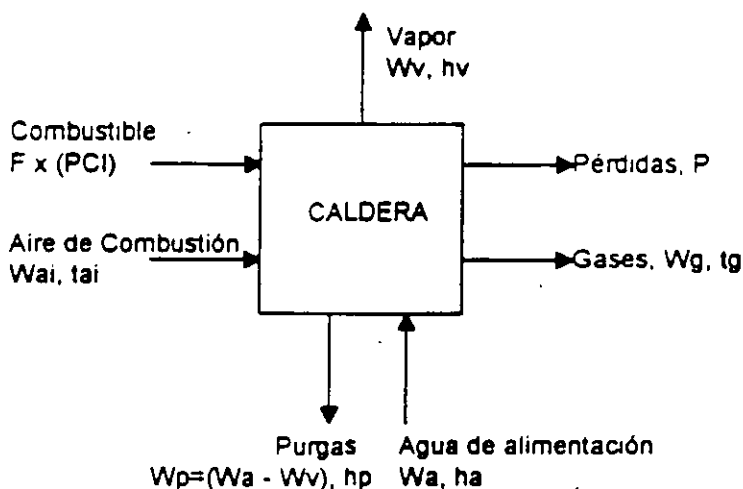 Vapor
Wv, hv
Combustible
F x (PCI)
Pérdidas, P
CALDERA
Aire de Combustión
Wai, tai
Gases, Wg, tg
Purgas
Wp=(Wa - Wv), hp
Agua de alimentación
Wa, ha